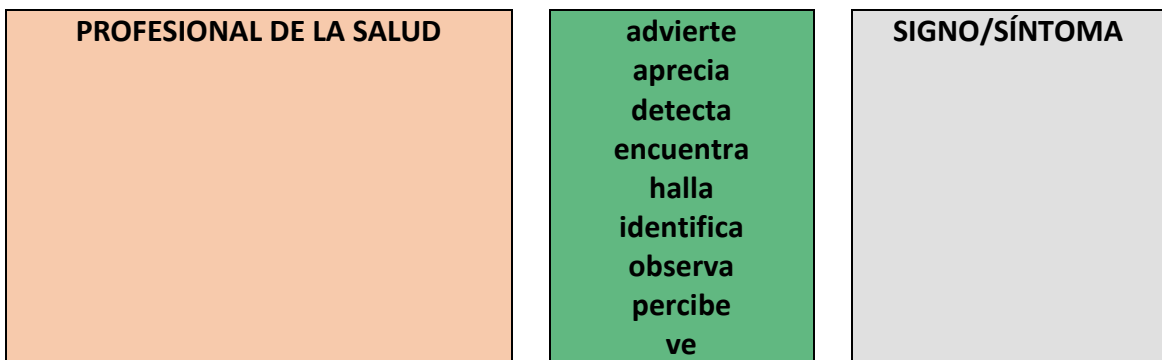 PROFESIONAL DE LA SALUD
advierte
aprecia
detecta
encuentra
halla
identifica
observa
percibe
ve
SIGNO/SÍNTOMA